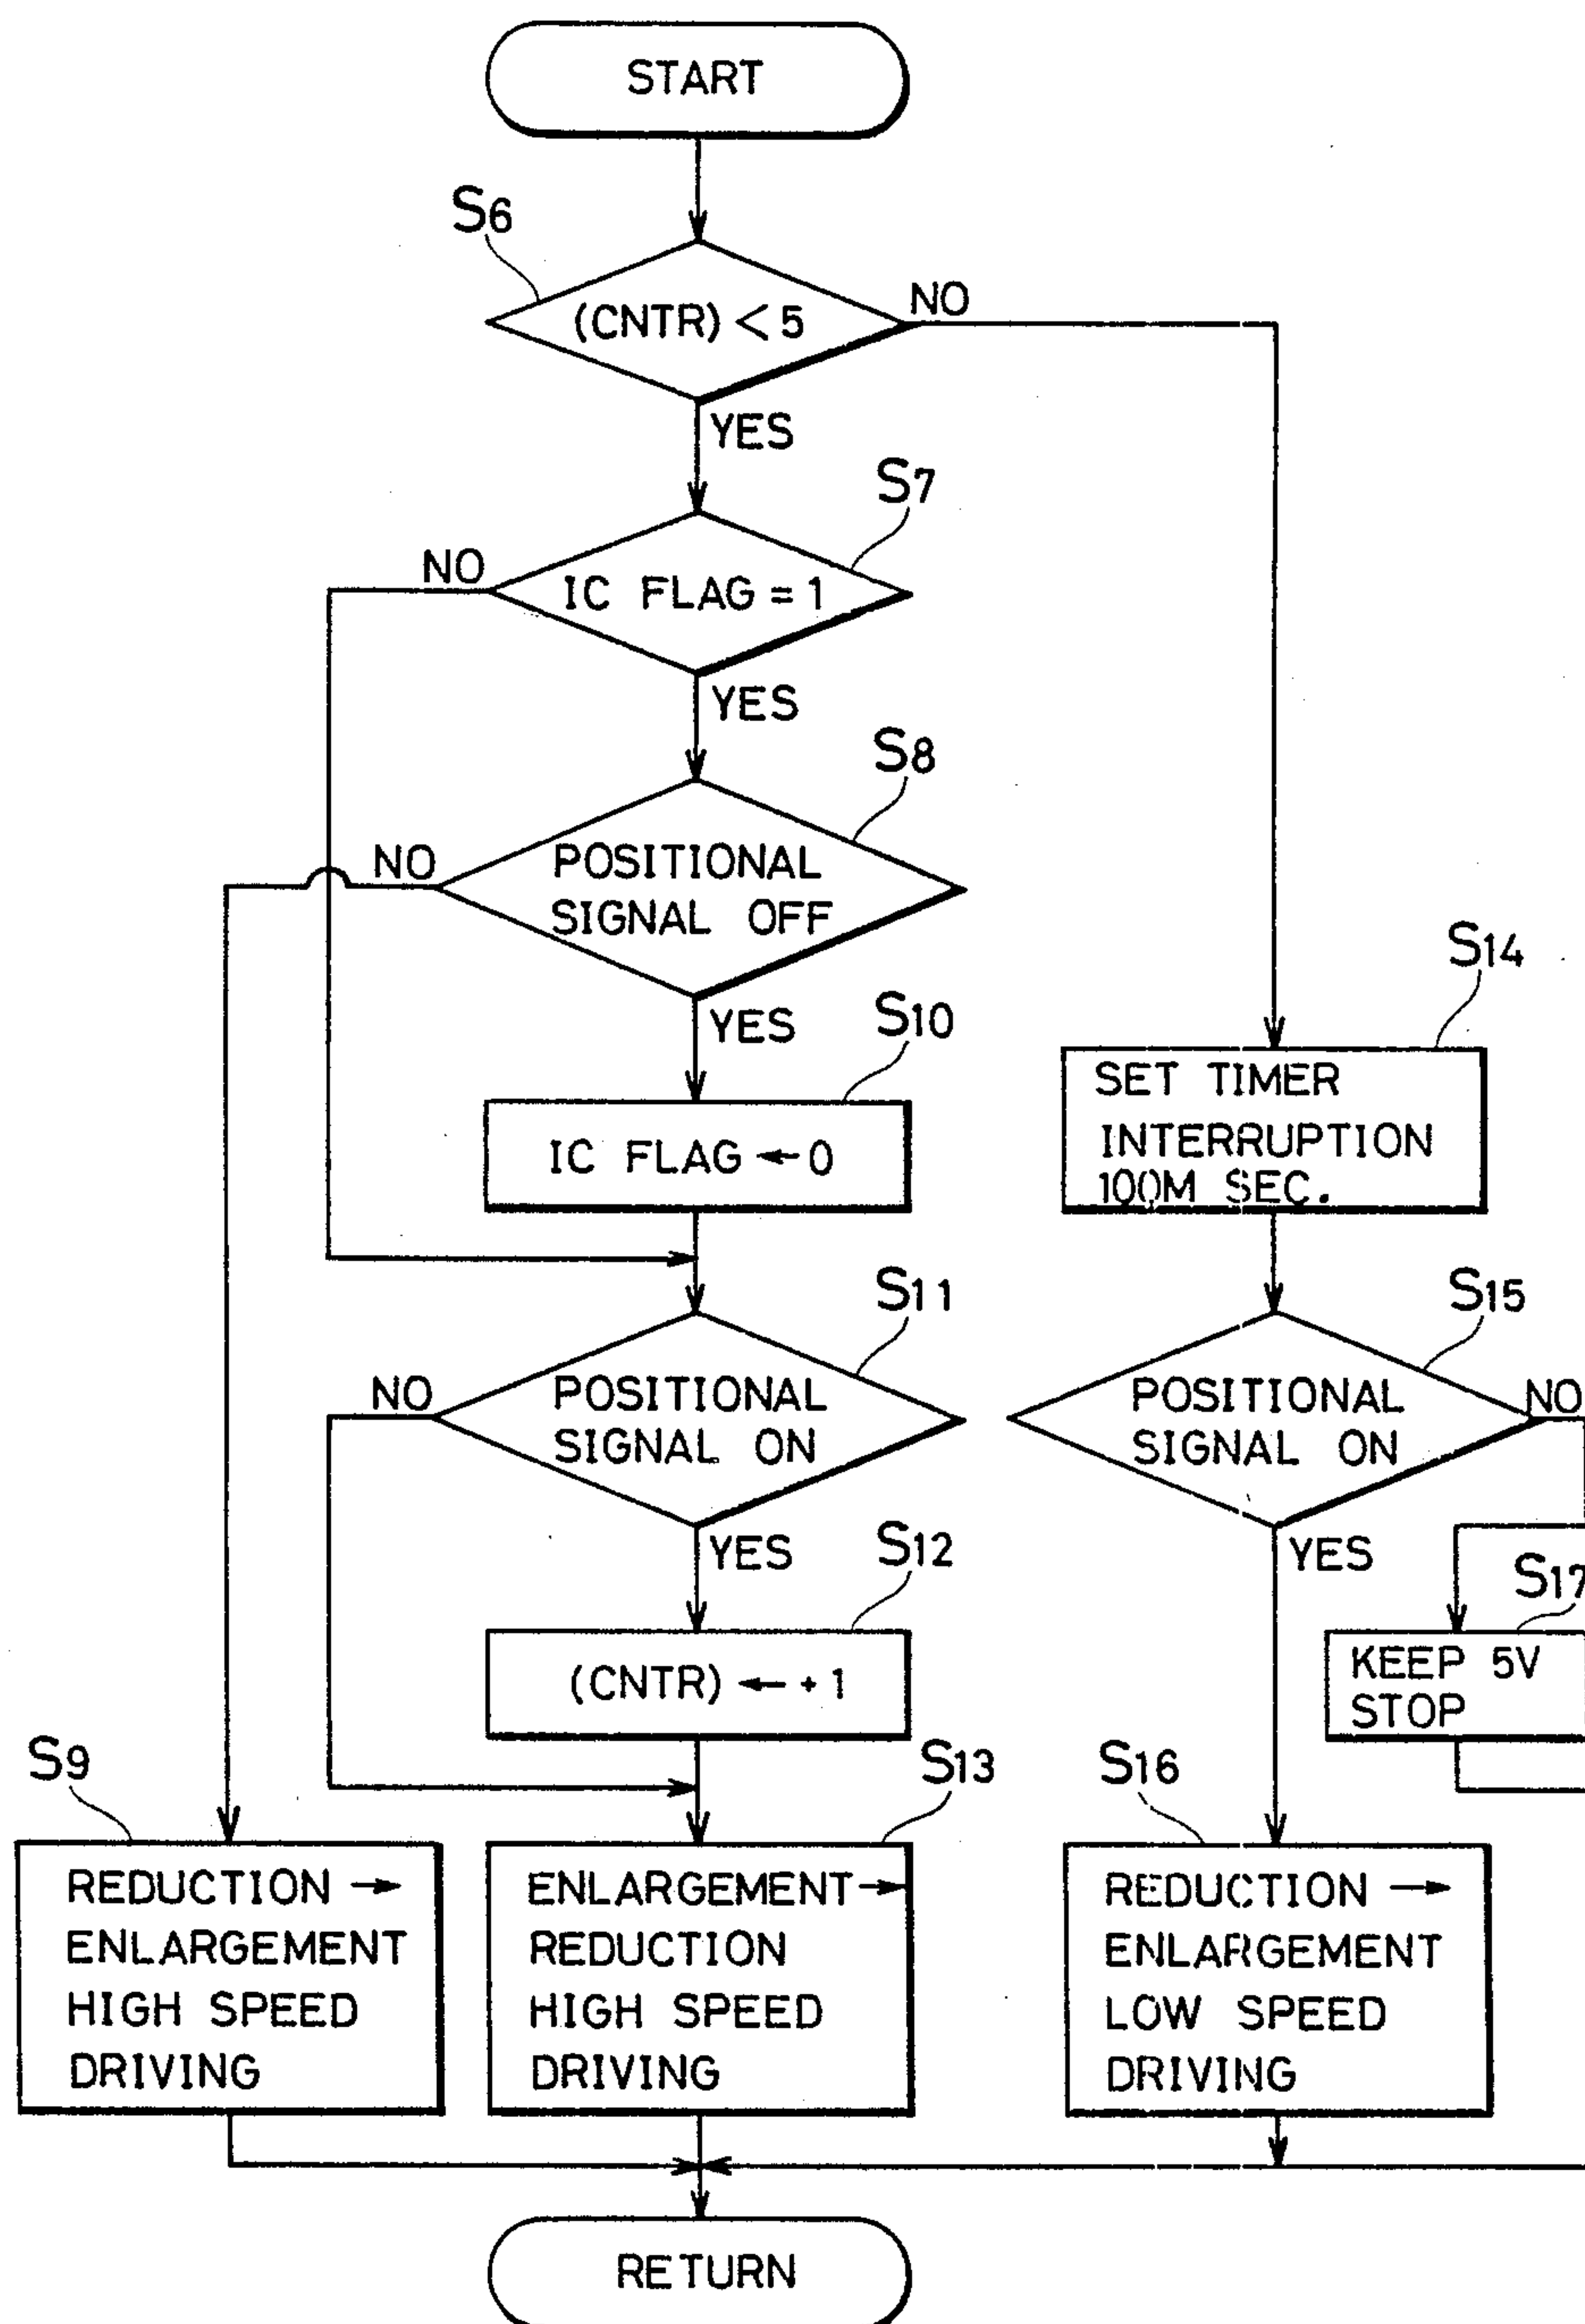 START
S6
(CNTR) < 5
NO
YES
S7
NO
IC FLAG = 1
YES
S8
NO
POSITIONAL
SIGNAL OFF
YES
S10
IC FLAG ← 0
S14
SET TIMER
INTERRUPTION
100M SEC.
S11
NO
POSITIONAL
SIGNAL ON
YES
S15
POSITIONAL
SIGNAL ON
NO
YES
S12
(CNTR) ← + 1
S17
KEEP 5V
STOP
S9
REDUCTION →
ENLARGEMENT
HIGH SPEED
DRIVING
S13
ENLARGEMENT →
REDUCTION
HIGH SPEED
DRIVING
S16
REDUCTION →
ENLARGEMENT
LOW SPEED
DRIVING
RETURN